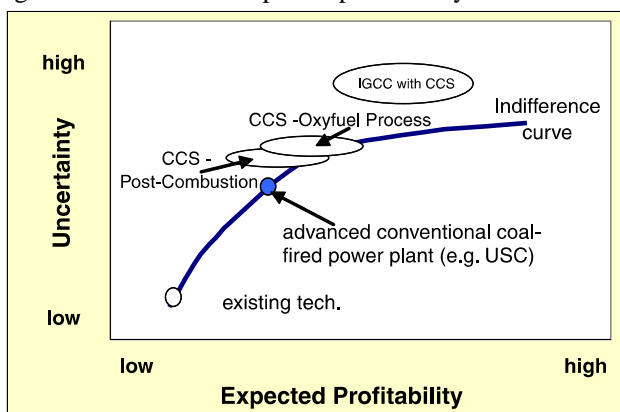 high
IGCC with CCS
Indifference
curve
CCS -Oxyfuel Process
CCS -
Post-Combustion
Uncertainty
advanced conventional coal-
fired power plant (e.g. USC)
existing tech.
low
low
high
Expected Profitability